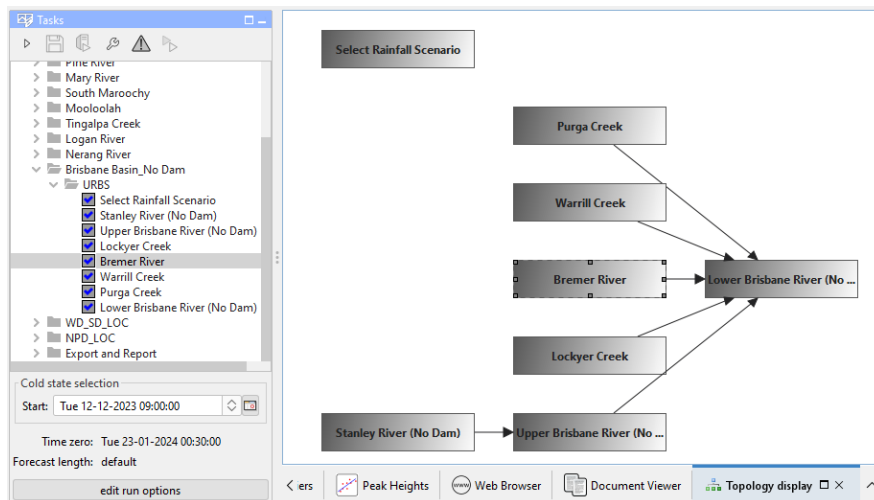 Tasks
Pine River
Mary River
South Maroochy
Mooloolah
Tingalpa Creek
Logan River
Nerang River
Brisbane Basin_No Dam
URBS
Select Rainfall Scenario
Stanley River (No Dam)
Upper Brisbane River (No Dam)
Lockyer Creek
Bremer River
Warrill Creek
Purga Creek
Lower Brisbane River (No Dam)
WD_SD_LOC
NPD_LOC
Export and Report
Cold state selection
Start: Tue 12-12-2023 09:00:00
Time zero: Tue 23-01-2024 00:30:00
Forecast length: default
edit run options
Select Rainfall Scenario
Purga Creek
Warrill Creek
Bremer River
Lower Brisbane River (No ...
Lockyer Creek
Stanley River (No Dam)
Upper Brisbane River (No ...
ers
Peak Heights
www
Web Browser
Document Viewer
Topology display